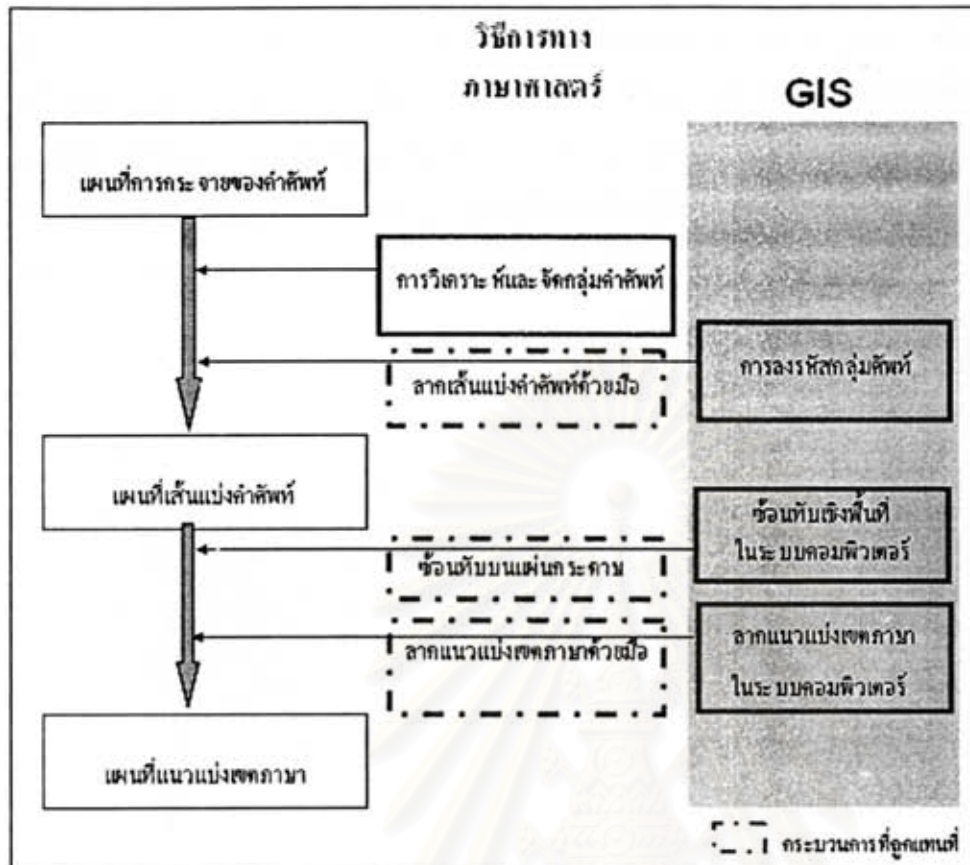 วิธีการทาง
ภาษาศาสตร์
GIS
แผนที่การกระจายของคำศัพท์
การวิเคราะห์และจัดกลุ่มคำศัพท์
การลงรหัสกลุ่มศัพท์
ลากเส้นแบ่งคำศัพท์ด้วยมือ
แผนที่เส้นแบ่งคำศัพท์
ซ้อนทับเชิงพื้นที่
ในระบบคอมพิวเตอร์
ซ้อนทับบนแผ่นกระดาษ
ลากแนวแบ่งเขตภาษา
ในระบบคอมพิวเตอร์
ลากแนวแบ่งเขตภาษาด้วยมือ
แผนที่แนวแบ่งเขตภาษา
กระบวนการที่ถูกแทนที่